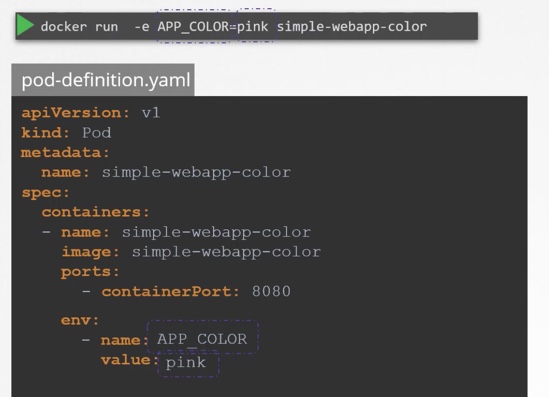 docker run -e APP_COLOR=pink simple-webapp-color
pod-definition.yaml
apiVersion: v1
kind: Pod
metadata:
  name: simple-webapp-color
spec:
  containers:
  - name: simple-webapp-color
    image: simple-webapp-color
    ports:
      - containerPort: 8080
    env:
      - name: APP_COLOR
        value: pink